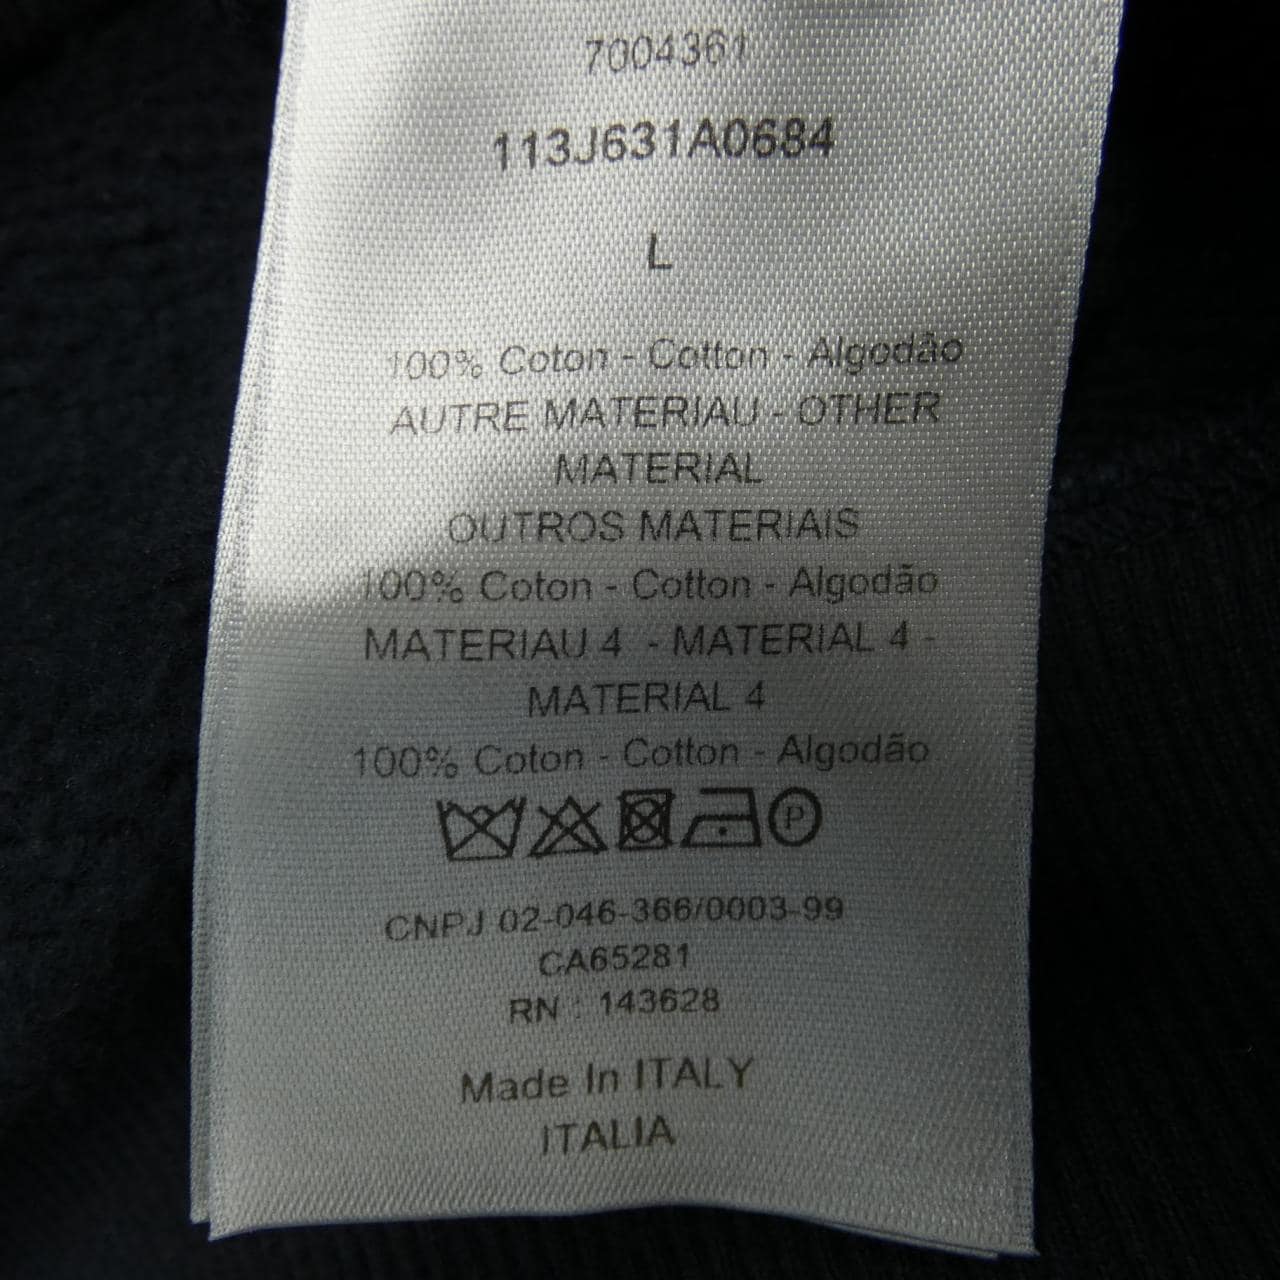 7004361
113J631A0684
L
100% Coton - Cotton - Algodão
AUTRE MATERIAU - OTHER
MATERIAL
OUTROS MATERIAIS
100% Coton - Cotton - Algodão
MATERIAU 4 - MATERIAL 4 -
MATERIAL 4
100% Coton - Cotton - Algodão
P
CNPJ 02-046-366/0003-99
CA65281
RN : 143628
Made In ITALY
ITALIA